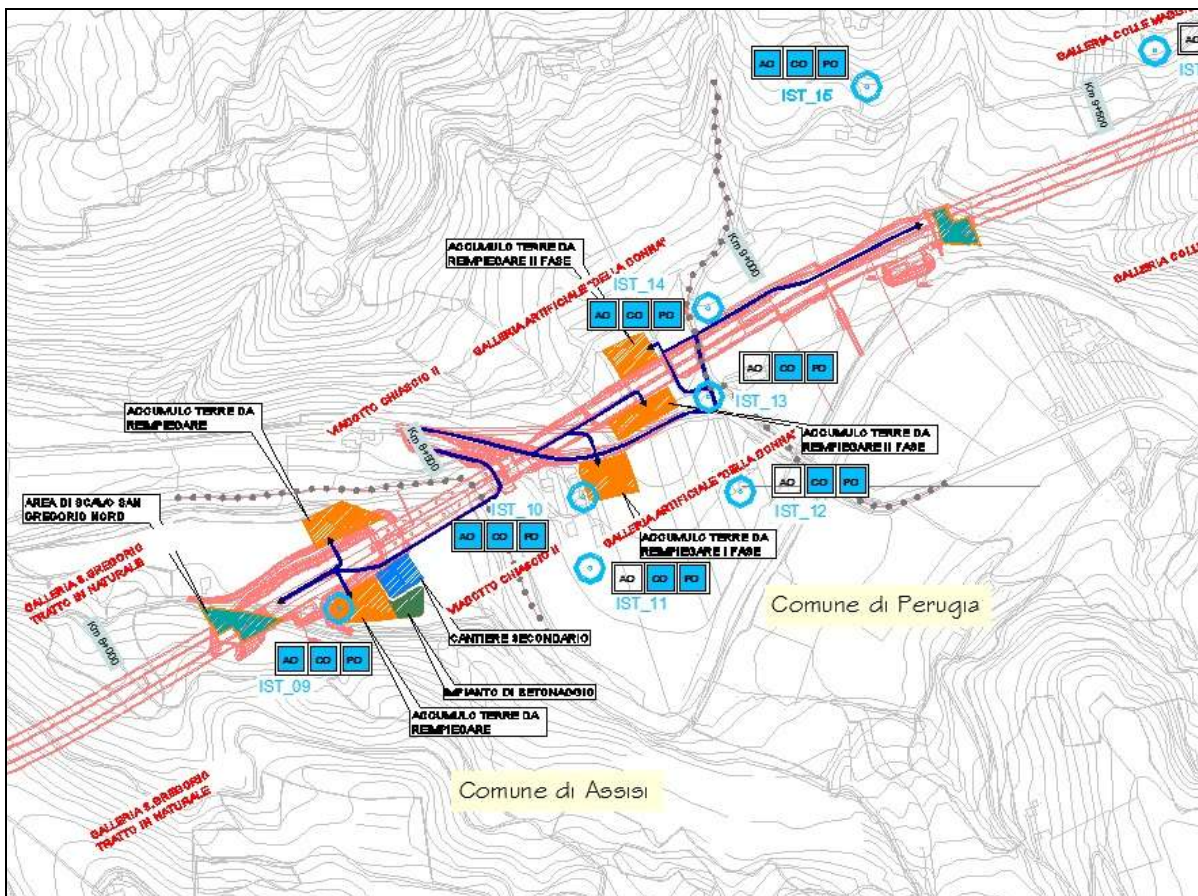 GALLERIA COLLE MAGG
AO CO PO
IST_15
AO
IST
Km 9+500
ACCUMULO TERRE DA
REIMPIEGARE II FASE
Km 9+000
IST_14
AO CO PO
GALLERIA ARTIFICIALE "DELLA DONNA"
GALLERIA COLL
AO CO PO
IST_13
VIADOTTO CHIASCIO II
ACCUMULO TERRE DA
REIMPIEGARE
ACCUMULO TERRE DA
REIMPIEGARE II FASE
Km 8+500
GALLERIA ARTIFICIALE "DELLA DONNA"
AREA DI SCAVO SAN
GREGORIO NORD
AO CO PO
IST_12
IST_10
AO CO PO
ACCUMULO TERRE DA
REIMPIEGARE I FASE
GALLERIA S.GREGORIO
TRATTO IN NATURALE
VIADOTTO CHIASCIO II
AO CO PO
IST_11
Comune di Perugia
CANTIERE SECONDARIO
AO CO PO
IST_09
IMPIANTO DI BETONAGGIO
ACCUMULO TERRE DA
REIMPIEGARE
GALLERIA S.GREGORIO
TRATTO IN NATURALE
Comune di Assisi